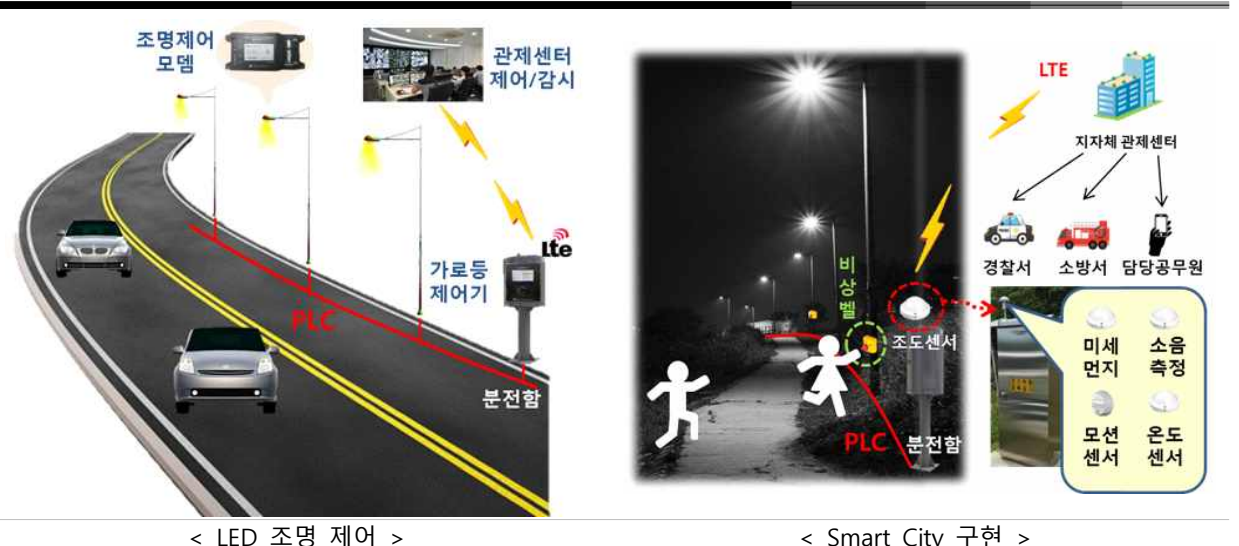 조명제어
모뎀
관제센터
제어/감시
lte
가로등
제어기
PLC
분전함
< LED 조명 제어 >
LTE
지자체 관제센터
경찰서
소방서
담당공무원
비
상
벨
조도센서
PLC
분전함
미세
먼지
소음
측정
모션
센서
온도
센서
< Smart City 구현 >